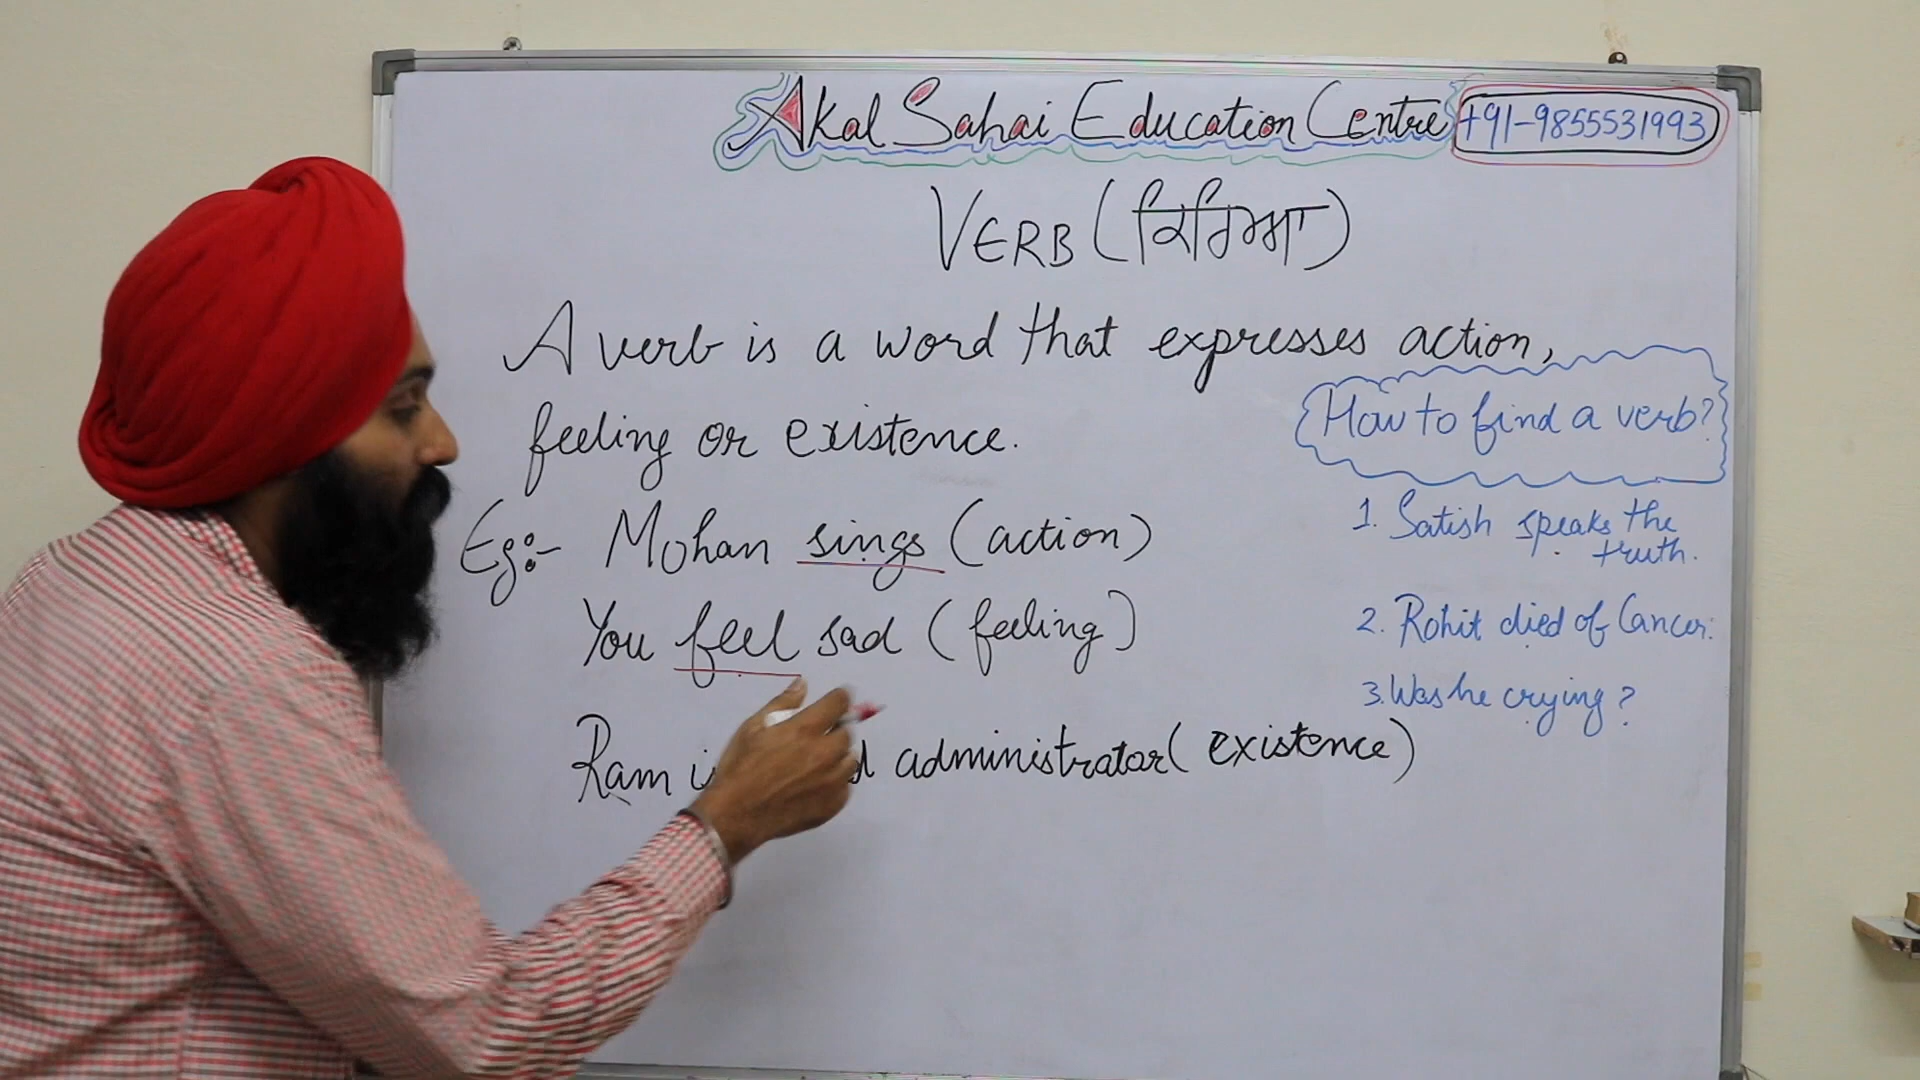 Akal Sahai Education Centre +91-9855531993
VERB (ਕਿਰਿਆ)
A verb is a word that expresses action,
feeling or existence.
Eg:- Mohan sings (action)
You feel sad (feeling)
Ram administrator (existence)
How to find a verb?
1. Satish speaks the
truth.
2. Rohit died of Cancer.
3. Was he crying?